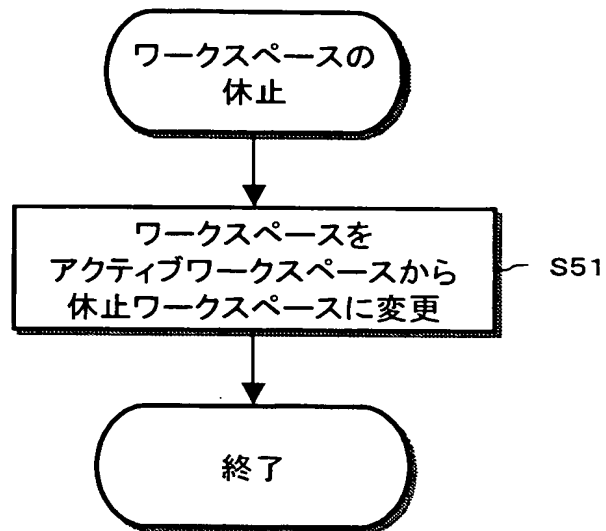 ワークスペースの
休止
ワークスペースを
アクティブワークスペースから
休止ワークスペースに変更
S51
終了